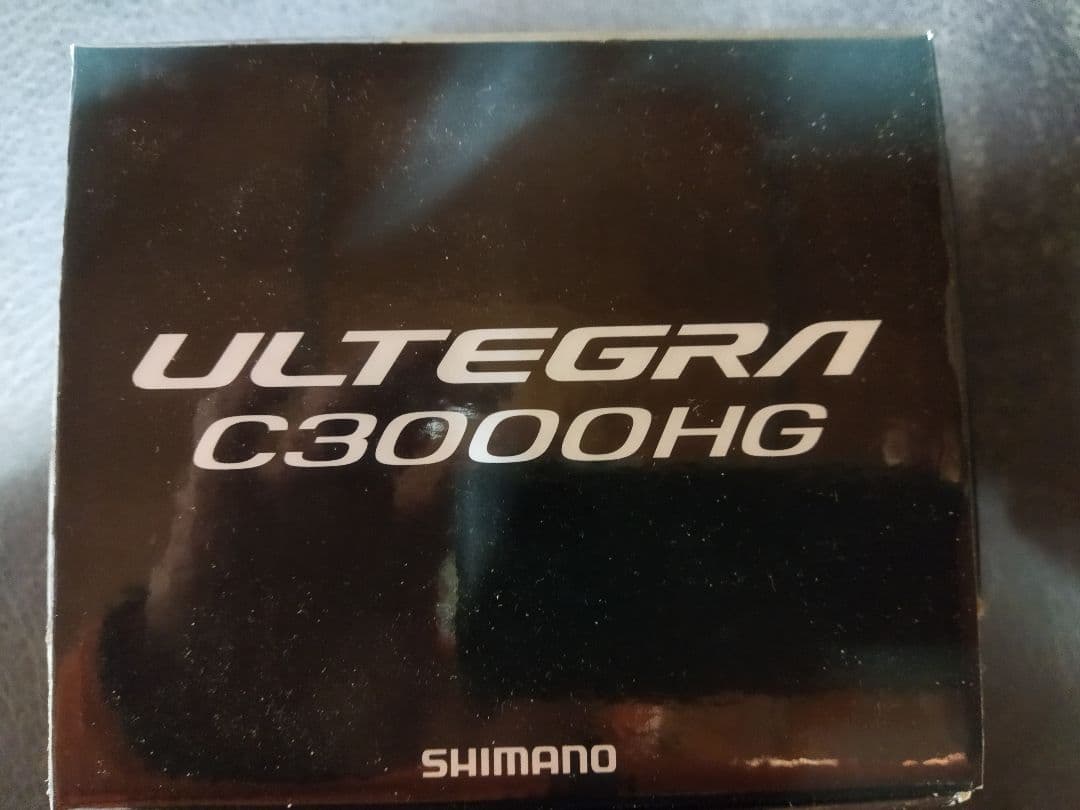 ULTEGRA
C3000HG
SHIMANO